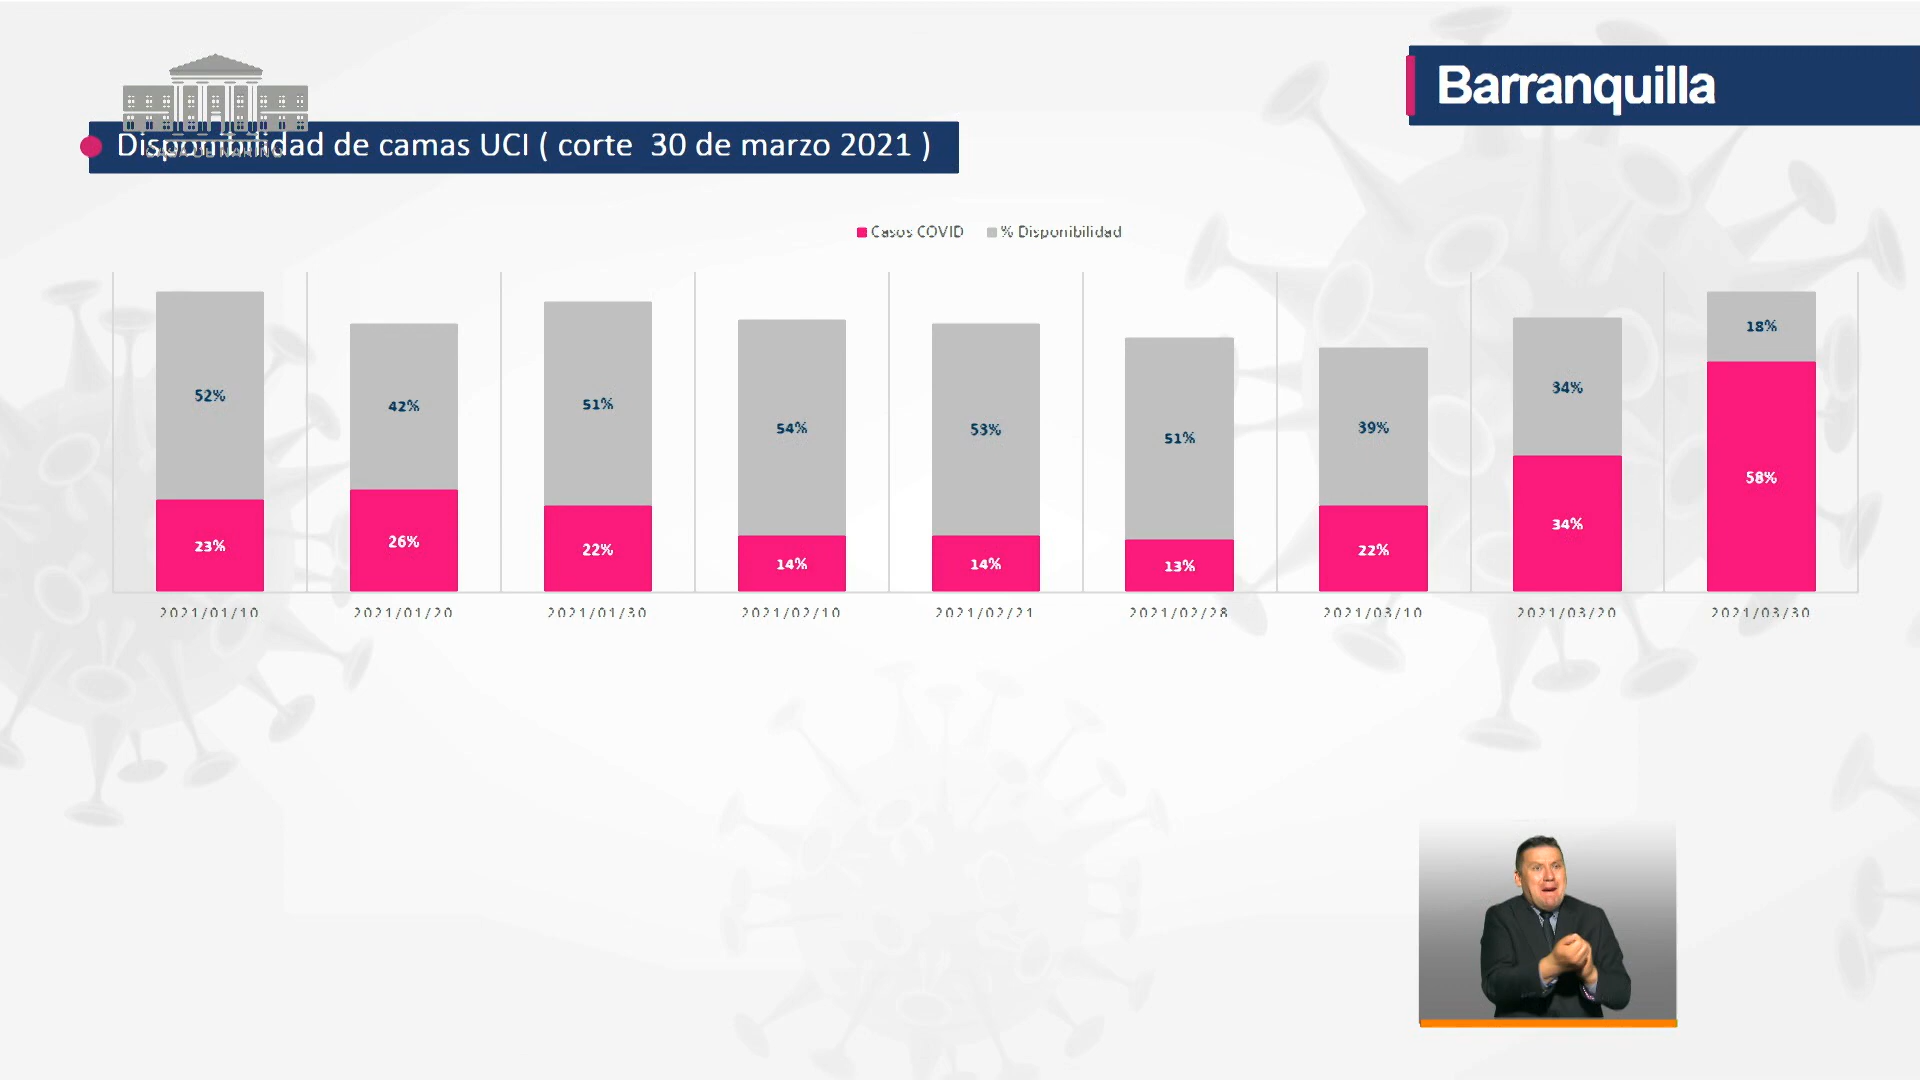 Barranquilla
Disponibilidad de camas UCI ( corte 30 de marzo 2021 )
CASA DE NARIÑO
Casos COVID % Disponibilidad
52% 42% 51% 54% 53% 51% 39% 34% 18%
23% 26% 22% 14% 14% 13% 22% 34% 58%
2021/01/10 2021/01/20 2021/01/30 2021/02/10 2021/02/21 2021/02/28 2021/03/10 2021/03/20 2021/03/30